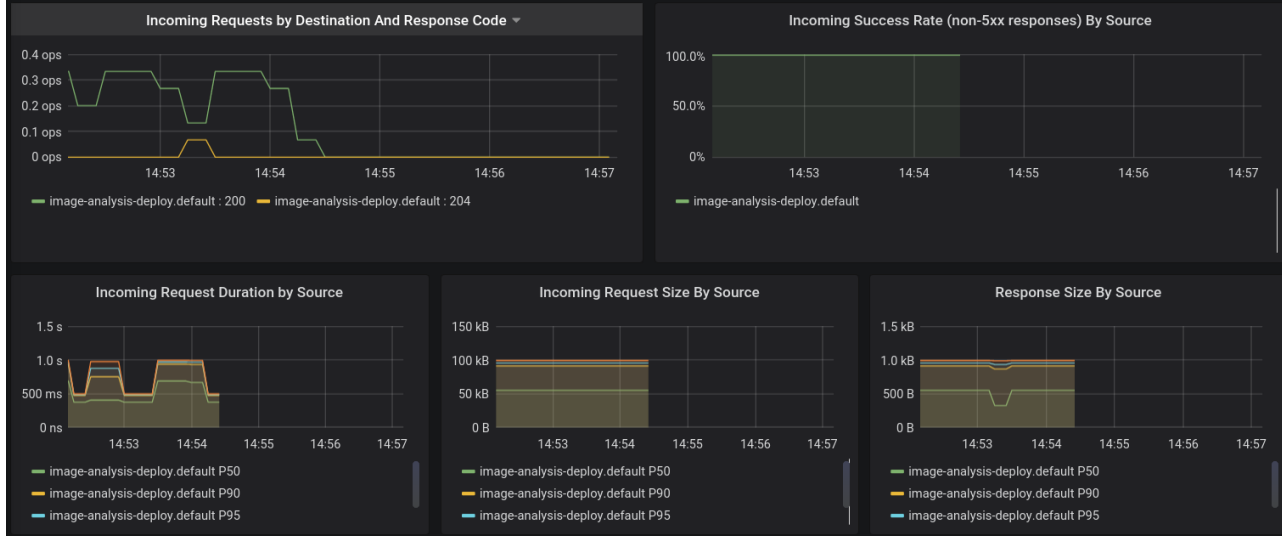 Incoming Requests by Destination And Response Code
0.4 ops
0.3 ops
0.2 ops
0.1 ops
0 ops
14:53 14:54 14:55 14:56 14:57
image-analysis-deploy.default : 200 image-analysis-deploy.default : 204
Incoming Success Rate (non-5xx responses) By Source
100.0%
50.0%
0%
14:53 14:54 14:55 14:56 14:57
image-analysis-deploy.default
Incoming Request Duration by Source
1.5 s
1.0 s
500 ms
0 ns
14:53 14:54 14:55 14:56 14:57
image-analysis-deploy.default P50
image-analysis-deploy.default P90
image-analysis-deploy.default P95
Incoming Request Size By Source
150 kB
100 kB
50 kB
0 B
14:53 14:54 14:55 14:56 14:57
image-analysis-deploy.default P50
image-analysis-deploy.default P90
image-analysis-deploy.default P95
Response Size By Source
1.5 kB
1.0 kB
500 B
0 B
14:53 14:54 14:55 14:56 14:57
image-analysis-deploy.default P50
image-analysis-deploy.default P90
image-analysis-deploy.default P95